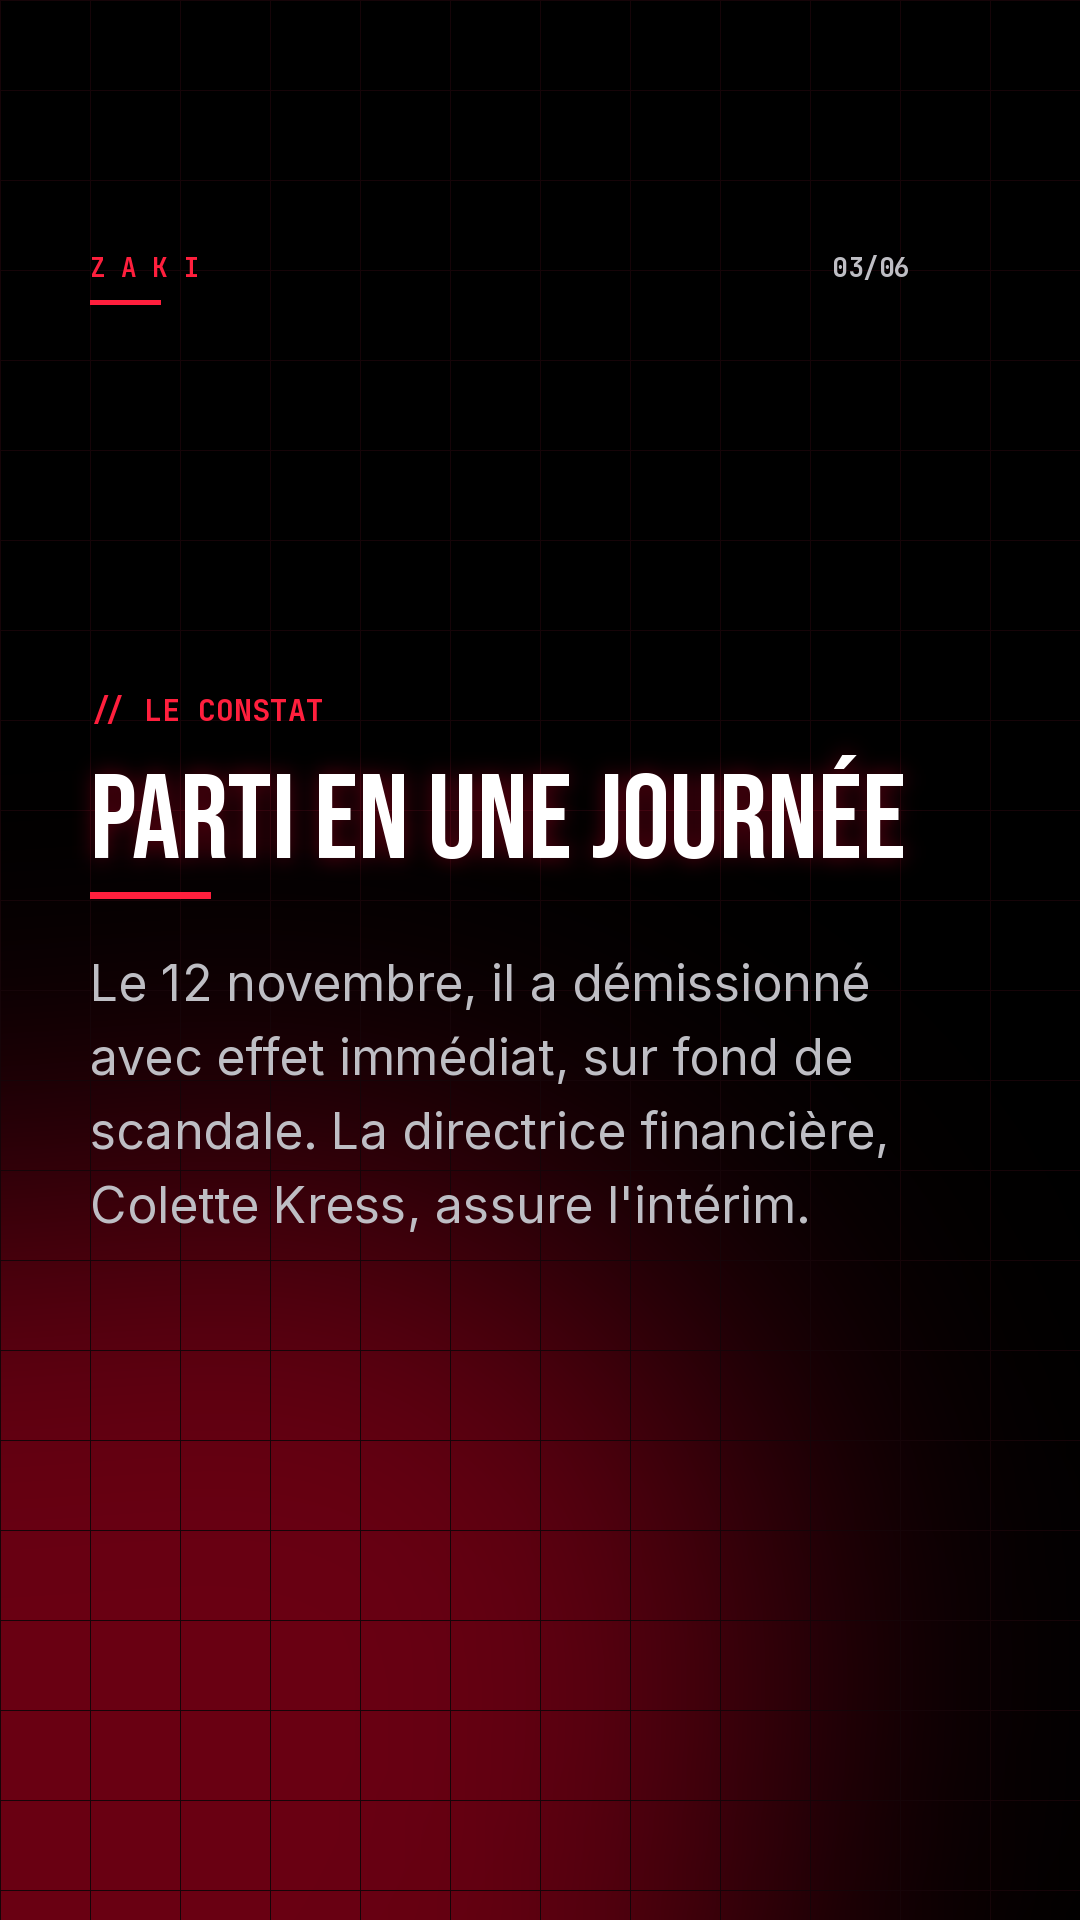 ZAKI
03/06
// LE CONSTAT
PARTI EN UNE JOURNÉE
Le 12 novembre, il a démissionné
avec effet immédiat, sur fond de
scandale. La directrice financière,
Colette Kress, assure l'intérim.